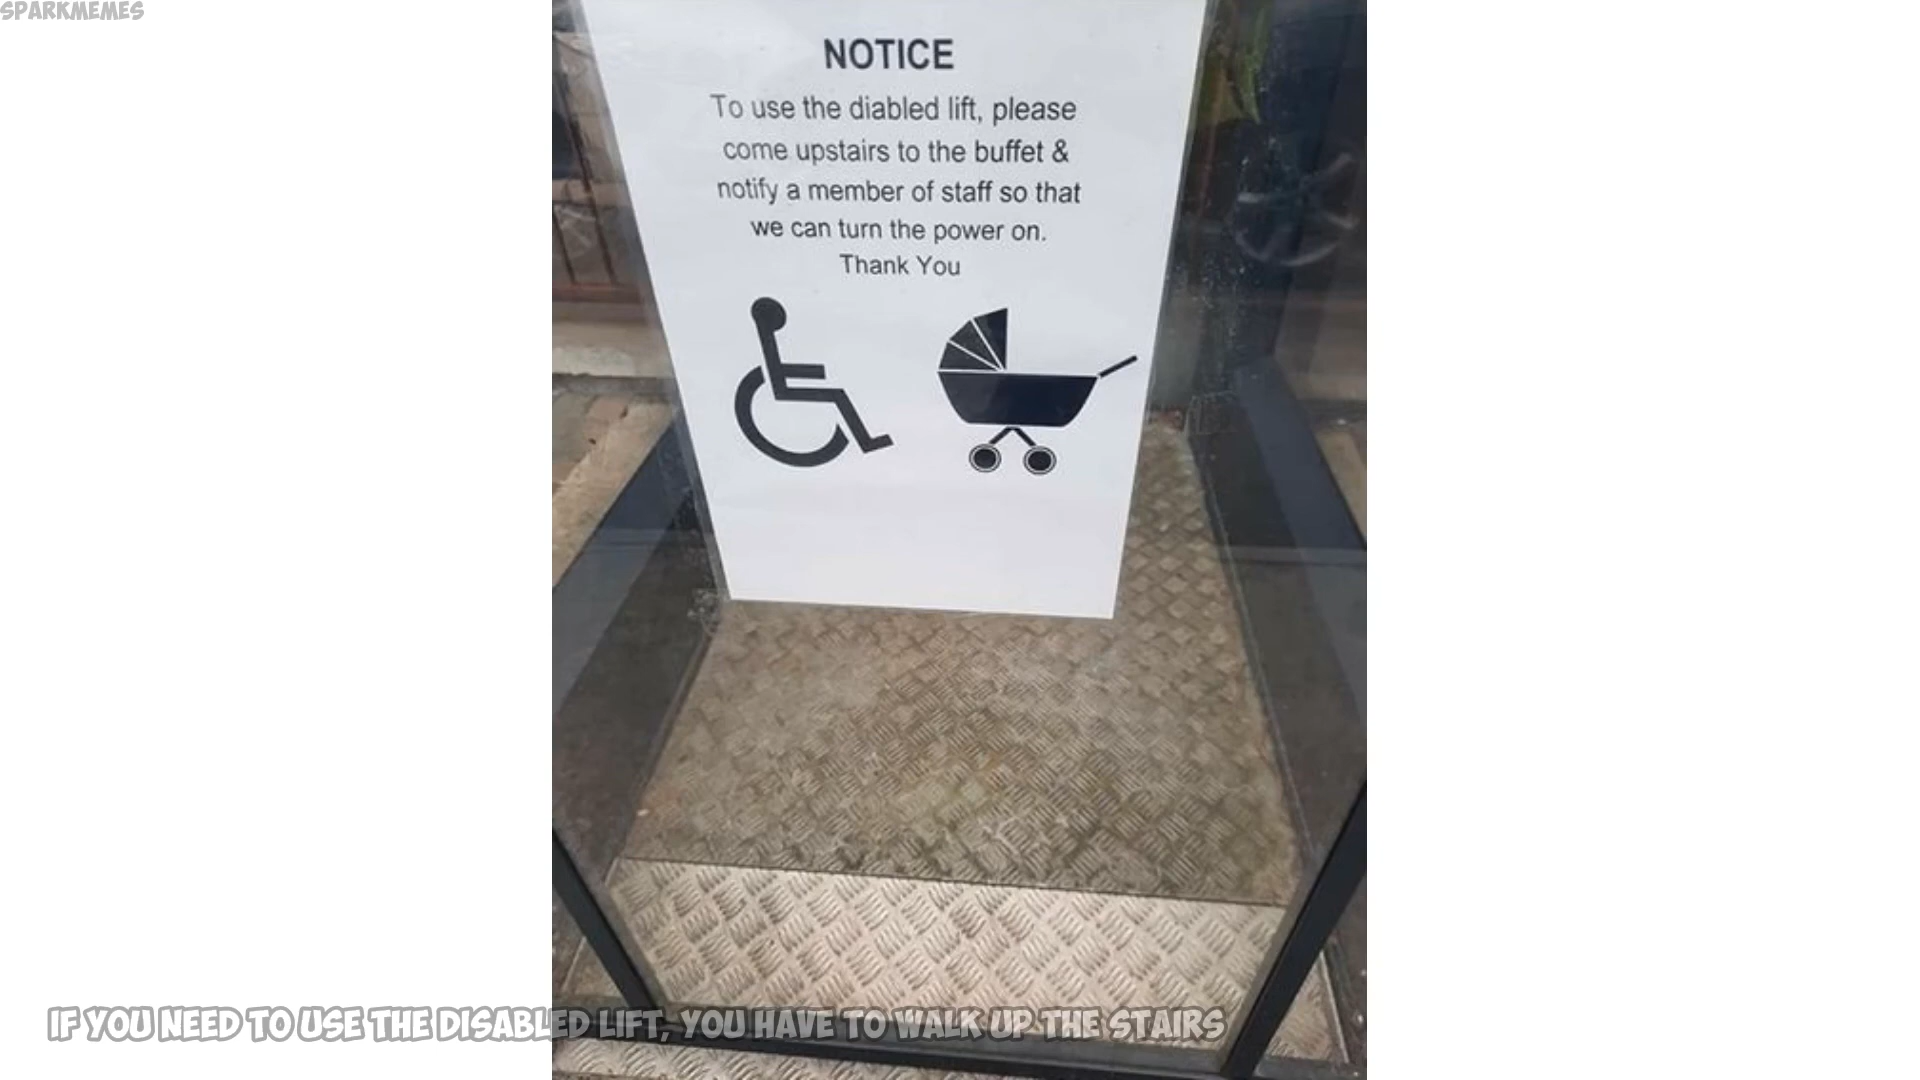 SPARKMEMES
NOTICE
To use the diabled lift, please
come upstairs to the buffet &
notify a member of staff so that
we can turn the power on.
Thank You
IF YOU NEED TO USE THE DISABLED LIFT, YOU HAVE TO WALK UP THE STAIRS